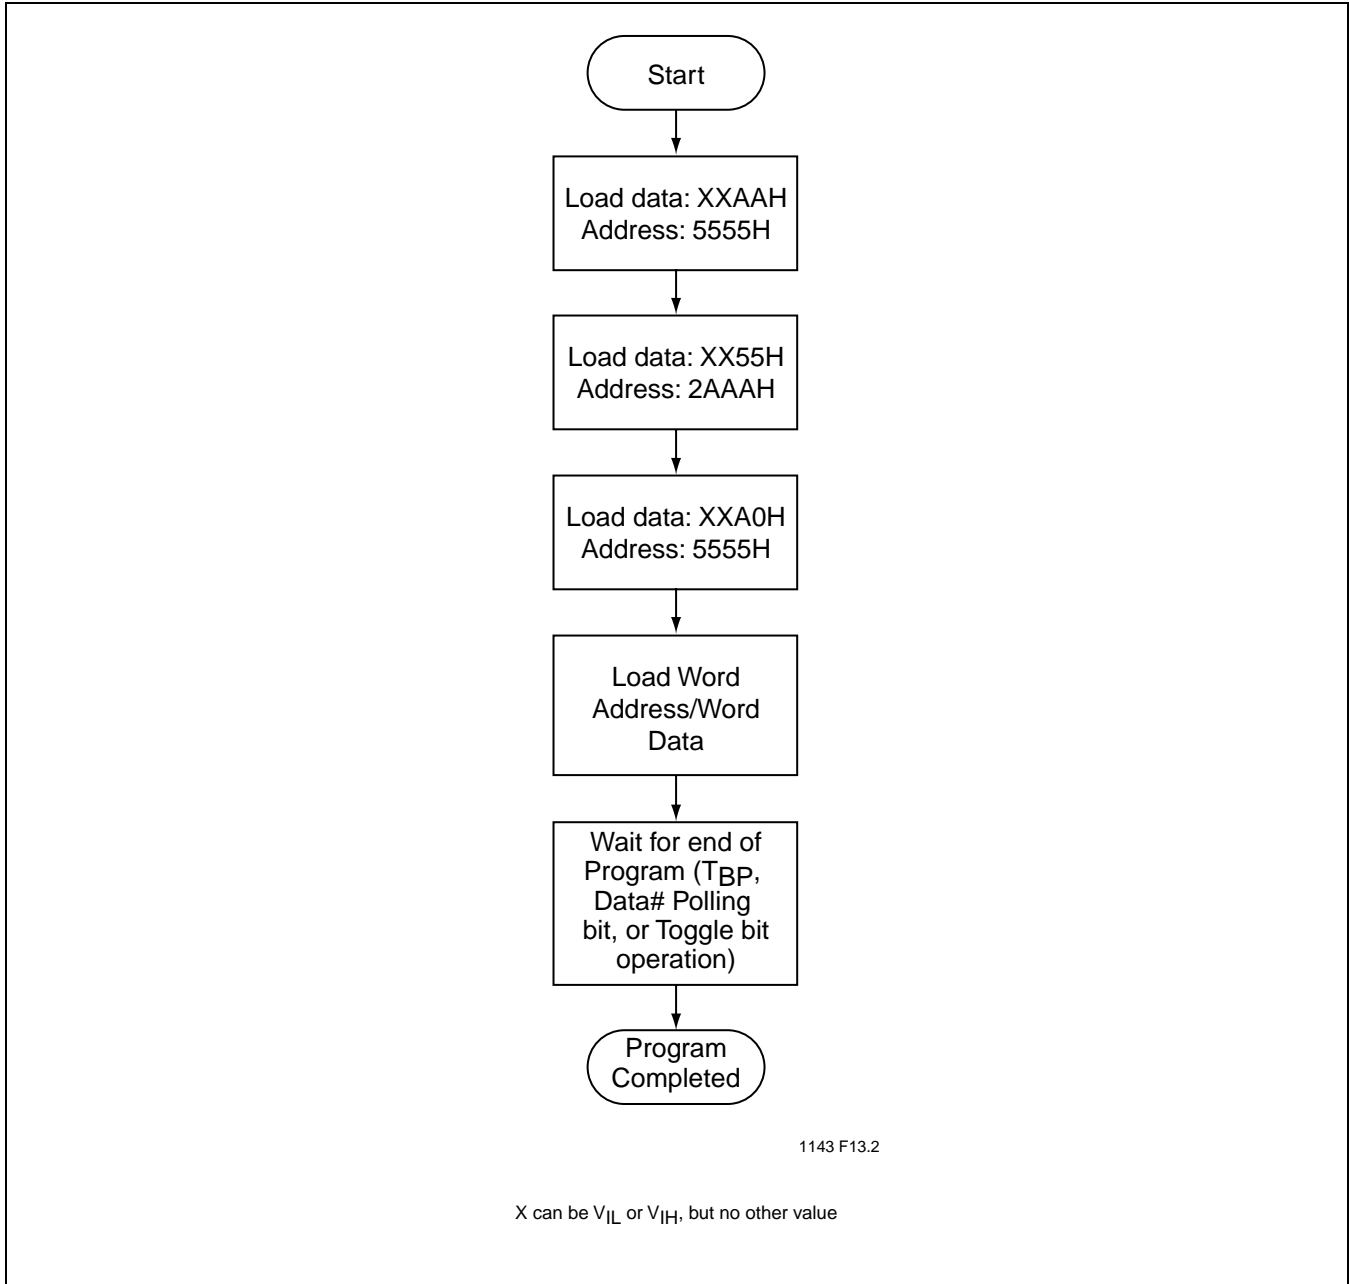 Start
Load data: XXAAH
Address: 5555H
Load data: XX55H
Address: 2AAAH
Load data: XXA0H
Address: 5555H
Load Word
Address/Word
Data
Wait for end of
Program (TBP,
Data# Polling
bit, or Toggle bit
operation)
Program
Completed
1143 F13.2
X can be VIL or VIH, but no other value